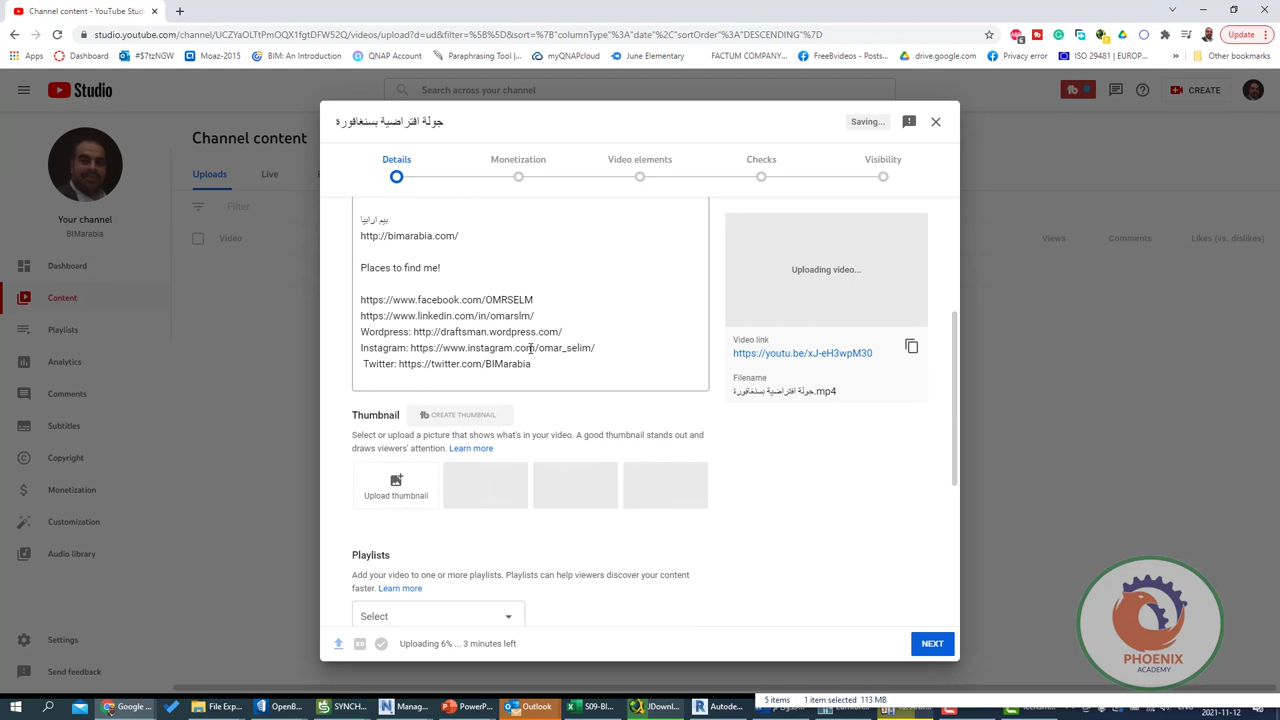 YouTube Studio
studio.youtube.com/channel/UCZYaOLTtPmOQX1fgtDFW52Q/videos/upload?d=ud&filter=%5B%5D&sort=%7B"columnType"%3A"date"%2C"sortOrder"%3A"DESCENDING"%7D
Update
Apps
#$7tzNGW
Moaz-2015
BIM: An Introduction
QNAP Account
Paraphrasing Tool...
myQNAPcloud
June Elementary
FACTUM COMPANY...
FreeBvideos - Posts...
drive.google.com
Privacy error
ISO 29481 | EUROP...
Other bookmarks
Studio
Search across your channel
CREATE
Channel content
Uploads
Live
Filter
Video
Views
Comments
Likes (vs. dislikes)
Your channel
BIMarabia
Dashboard
Content
Playlists
Analytics
Comments
Subtitles
Copyright
Monetization
Customization
Audio library
Settings
Send feedback
جولة افتراضية بسنغافورة
Saving...
Details
Monetization
Video elements
Checks
Visibility
بيم ارابيا
http://bimarabia.com/
Places to find me!
https://www.facebook.com/OMRSELM
https://www.linkedin.com/in/omarslm/
Wordpress: http://draftsman.wordpress.com/
Instagram: https://www.instagram.com/omar_selim/
Twitter: https://twitter.com/BIMarabia
Uploading video...
Video link
https://youtu.be/xJ-eH3wpM30
Filename
جولة افتراضية بسنغافورة.mp4
Thumbnail
CREATE THUMBNAIL
Select or upload a picture that shows what's in your video. A good thumbnail stands out and
draws viewers' attention. Learn more
Upload thumbnail
Playlists
Add your video to one or more playlists. Playlists can help viewers discover your content
faster. Learn more
Select
Uploading 6% ... 3 minutes left
NEXT
PHOENIX
ACADEMY
5 items 1 item selected 113 MB
File Expl...
Outlook
Manag...
PowerP...
S09-BI...
JDownl...
Autode...
ENG
2021-11-12